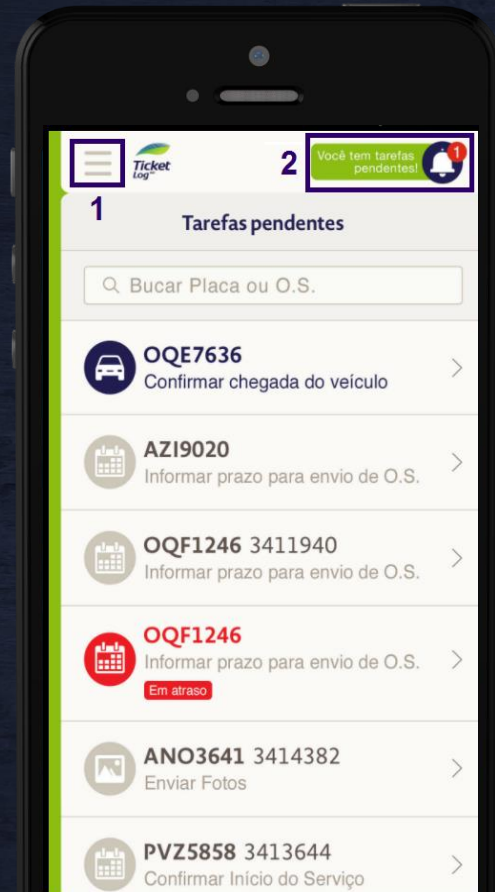 Ticket
Log
2
Você tem tarefas
pendentes!
1
1
Tarefas pendentes
Bucar Placa ou O.S.
OQE7636
Confirmar chegada do veículo
AZI9020
Informar prazo para envio de O.S.
OQF1246 3411940
Informar prazo para envio de O.S.
OQF1246
Informar prazo para envio de O.S.
Em atraso
ANO3641 3414382
Enviar Fotos
PVZ5858 3413644
Confirmar Início do Serviço